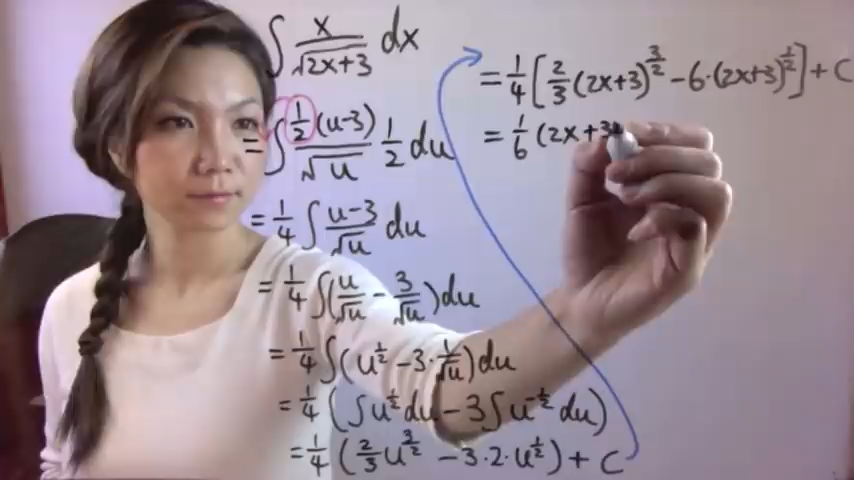 ∫ x/√(2x+3) dx
= ∫ 1/2 (u-3)/√u 1/2 du
= 1/4 ∫ (u-3)/√u du
= 1/4 ∫ (u/√u - 3/√u) du
= 1/4 ∫ (u^(1/2) - 3·1/√u) du
= 1/4 (∫ u^(1/2) du - 3∫ u^(-1/2) du)
= 1/4 (2/3 u^(3/2) - 3·2·u^(1/2)) + C
= 1/4 [2/3 (2x+3)^(3/2) - 6·(2x+3)^(1/2)] + C
= 1/6 (2x+3